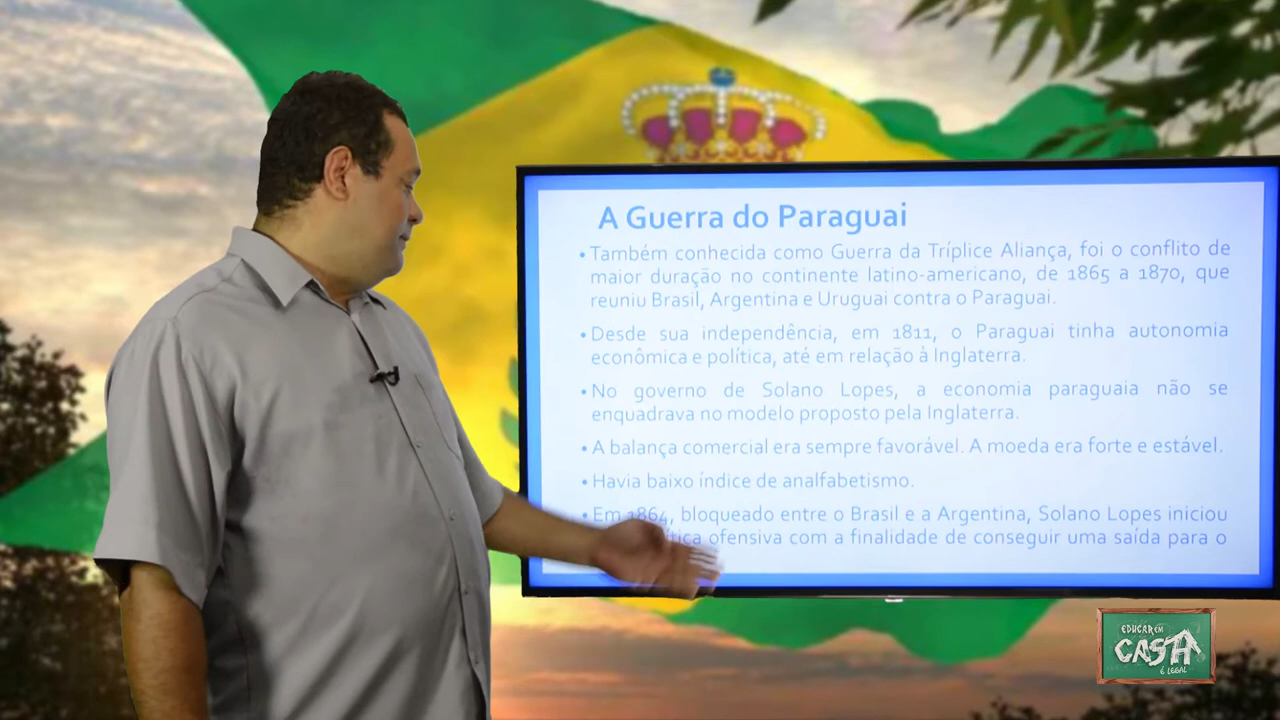 A Guerra do Paraguai
• Também conhecida como Guerra da Tríplice Aliança, foi o conflito de
maior duração no continente latino-americano, de 1865 a 1870, que
reuniu Brasil, Argentina e Uruguai contra o Paraguai.
• Desde sua independência, em 1811, o Paraguai tinha autonomia
econômica e política, até em relação à Inglaterra.
• No governo de Solano Lopes, a economia paraguaia não se
enquadrava no modelo proposto pela Inglaterra.
• A balança comercial era sempre favorável. A moeda era forte e estável.
• Havia baixo índice de analfabetismo.
• Em 1864, bloqueado entre o Brasil e a Argentina, Solano Lopes iniciou
ofensiva com a finalidade de conseguir uma saída para o
EDUCAR EM
CASA
É LEGAL